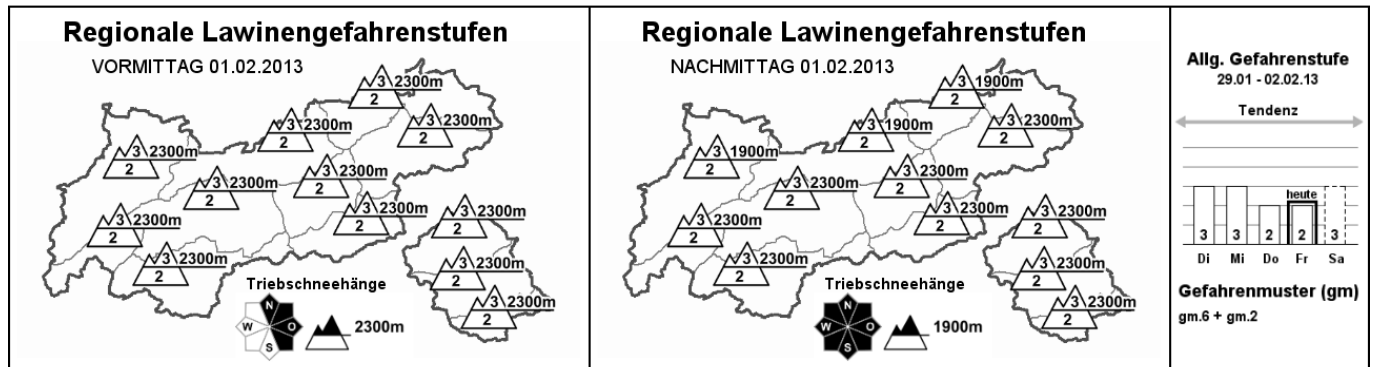 Regionale Lawinengefahrenstufen
VORMITTAG 01.02.2013
3 2300m
2
3 2300m
2
3 2300m
2
3 2300m
2
3 2300m
2
3 2300m
2
3 2300m
2
3 2300m
2
3 2300m
2
3 2300m
2
3 2300m
2
3 2300m
2
Triebschneehänge
N
W O
S
2300m
Regionale Lawinengefahrenstufen
NACHMITTAG 01.02.2013
3 1900m
2
3 2300m
2
3 1900m
2
3 1900m
2
3 2300m
2
3 2300m
2
3 2300m
2
3 2300m
2
3 2300m
2
3 2300m
2
3 2300m
2
3 2300m
2
Triebschneehänge
N
W O
S
1900m
Allg. Gefahrenstufe
29.01 - 02.02.13
Tendenz
heute
3 3 2 2 3
Di Mi Do Fr Sa
Gefahrenmuster (gm)
gm.6 + gm.2